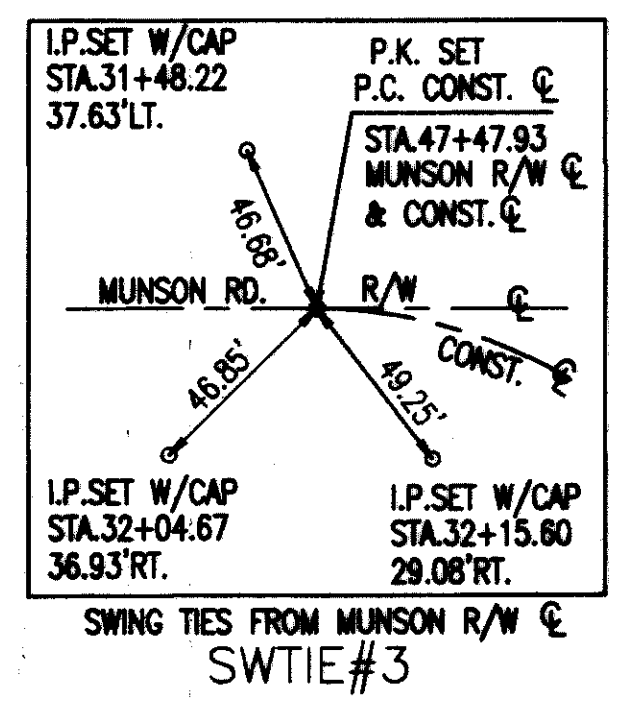 I.P.SET W/CAP
STA.31+48.22
37.63'LT.
P.K. SET
P.C. CONST. ℄
STA.47+47.93
MUNSON R/W ℄
& CONST.℄
46.68'
MUNSON RD.
R/W ℄
CONST. ℄
46.85'
49.25'
I.P.SET W/CAP
STA.32+04.67
36.93'RT.
I.P.SET W/CAP
STA.32+15.60
29.08'RT.
SWING TIES FROM MUNSON R/W ℄
SWTIE#3